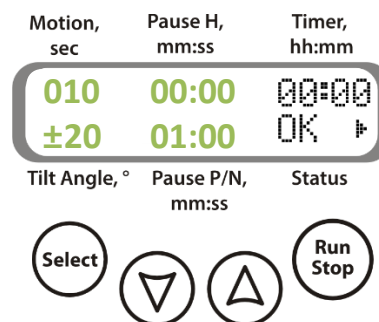 Motion, sec
Pause H, mm:ss
Timer, hh:mm
010 00:00 00:00
±20 01:00 OK
Tilt Angle, °
Pause P/N, mm:ss
Status
Select
Run Stop